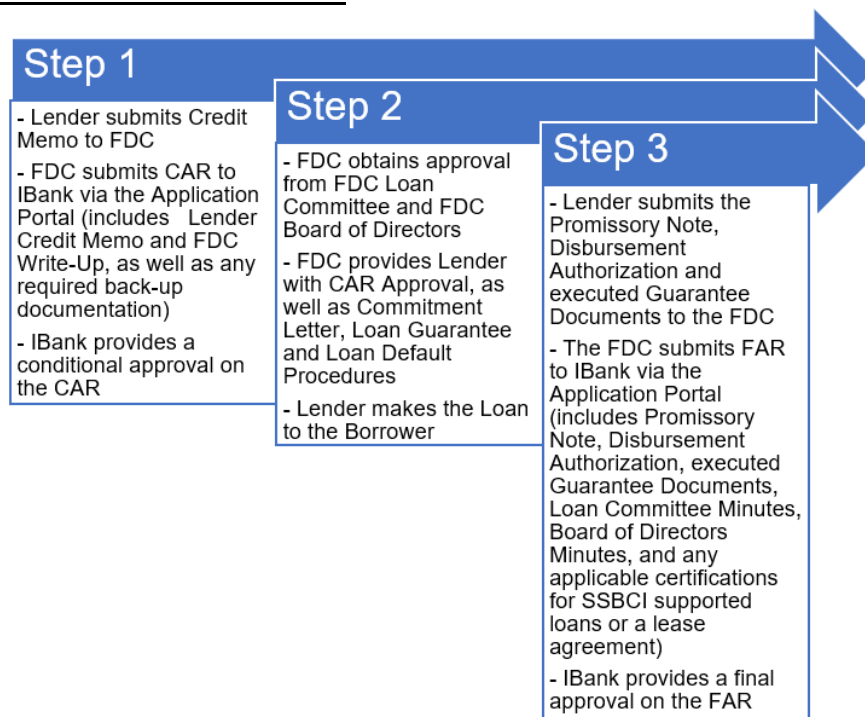 Step 1
- Lender submits Credit
Memo to FDC
- FDC submits CAR to
IBank via the Application
Portal (includes Lender
Credit Memo and FDC
Write-Up, as well as any
required back-up
documentation)
- IBank provides a
conditional approval on
the CAR
Step 2
- FDC obtains approval
from FDC Loan
Committee and FDC
Board of Directors
- FDC provides Lender
with CAR Approval, as
well as Commitment
Letter, Loan Guarantee
and Loan Default
Procedures
- Lender makes the Loan
to the Borrower
Step 3
- Lender submits the
Promissory Note,
Disbursement
Authorization and
executed Guarantee
Documents to the FDC
- The FDC submits FAR
to IBank via the
Application Portal
(includes Promissory
Note, Disbursement
Authorization, executed
Guarantee Documents,
Loan Committee Minutes,
Board of Directors
Minutes, and any
applicable certifications
for SSBCI supported
loans or a lease
agreement)
- IBank provides a final
approval on the FAR